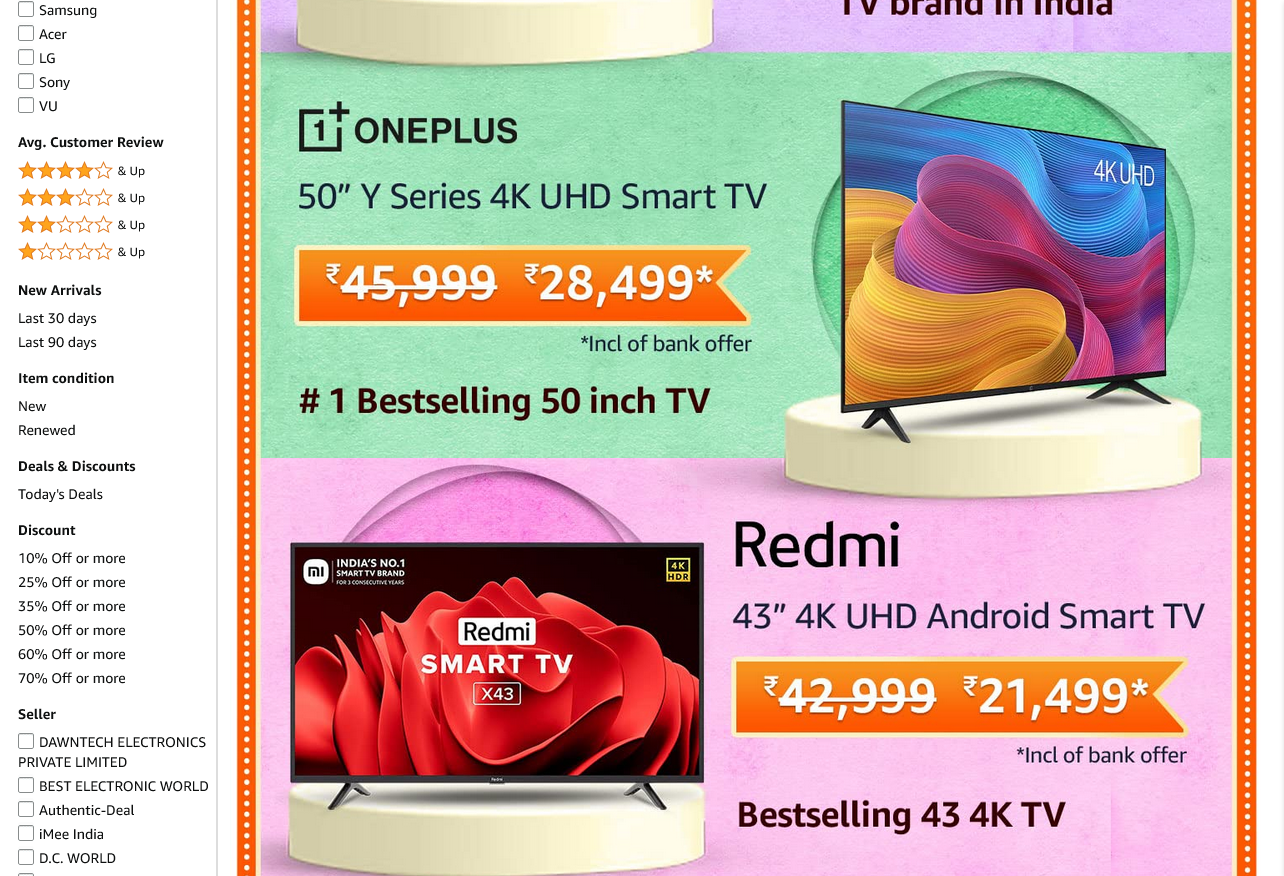 Samsung
Acer
LG
Sony
VU
Avg. Customer Review
& Up
& Up
& Up
& Up
New Arrivals
Last 30 days
Last 90 days
Item condition
New
Renewed
Deals & Discounts
Today's Deals
Discount
10% Off or more
25% Off or more
35% Off or more
50% Off or more
60% Off or more
70% Off or more
Seller
DAWNTECH ELECTRONICS
PRIVATE LIMITED
BEST ELECTRONIC WORLD
Authentic-Deal
iMee India
D.C. WORLD
TV brand in India
1+ ONEPLUS
50” Y Series 4K UHD Smart TV
₹45,999 ₹28,499*
*Incl of bank offer
# 1 Bestselling 50 inch TV
4K UHD
mi INDIA'S NO.1
SMART TV BRAND
FOR 3 CONSECUTIVE YEARS
4K
HDR
Redmi
SMART TV
X43
Redmi
Redmi
43” 4K UHD Android Smart TV
₹42,999 ₹21,499*
*Incl of bank offer
Bestselling 43 4K TV